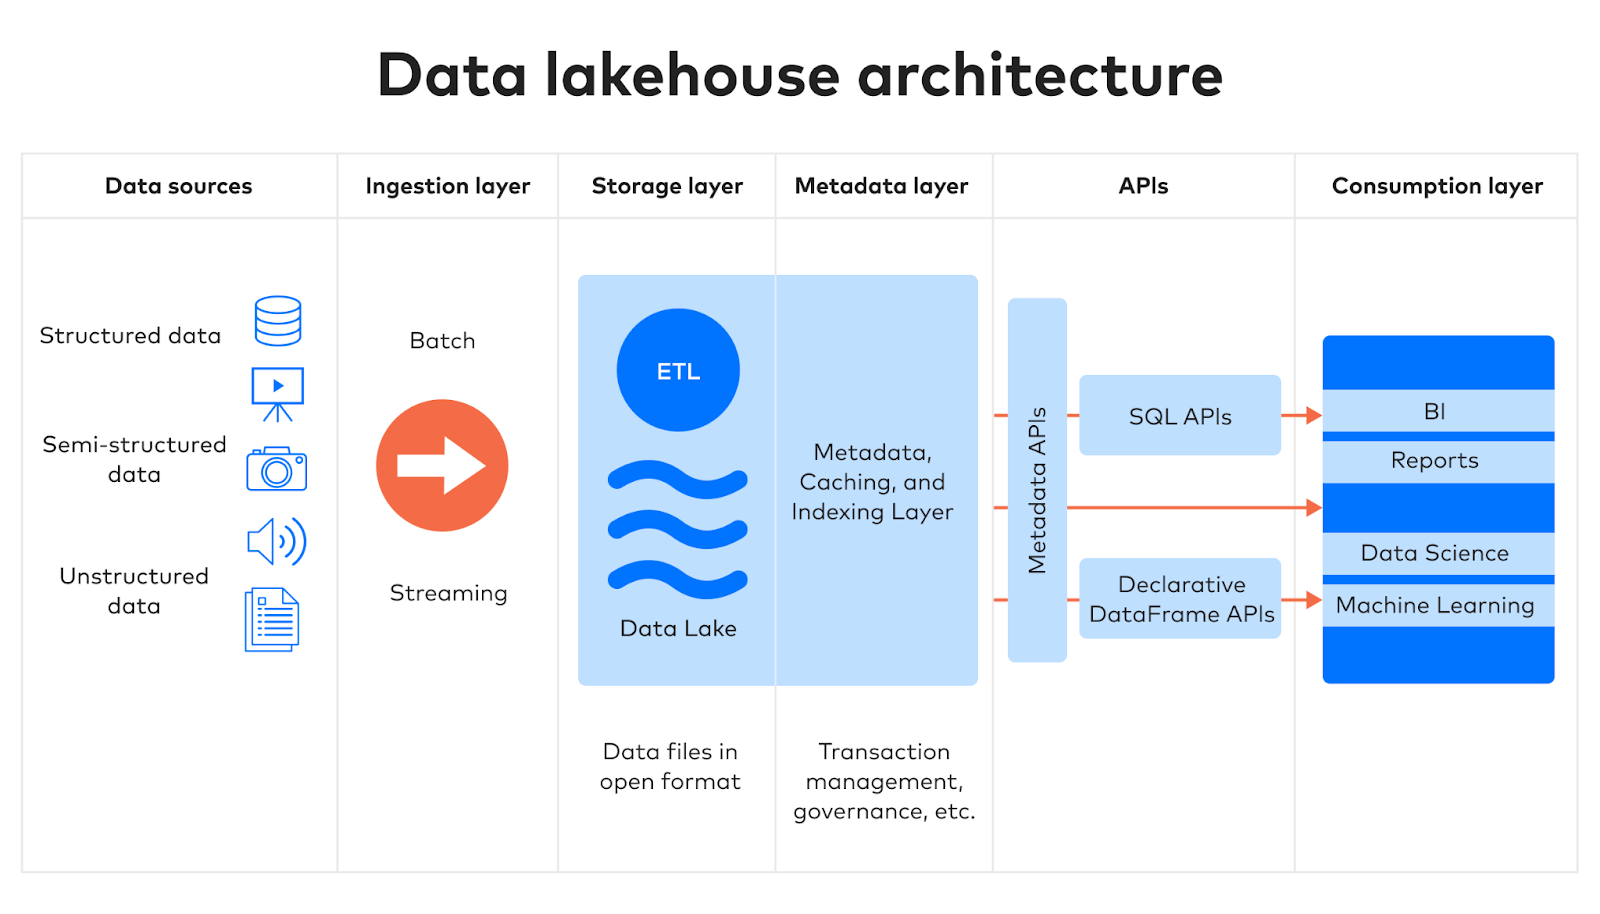 Data lakehouse architecture
Data sources
Ingestion layer
Storage layer
Metadata layer
APIs
Consumption layer
Structured data
Semi-structured
data
Unstructured
data
Batch
Streaming
ETL
Data Lake
Data files in
open format
Metadata,
Caching, and
Indexing Layer
Transaction
management,
governance, etc.
Metadata APIs
SQL APIs
Declarative
DataFrame APIs
BI
Reports
Data Science
Machine Learning